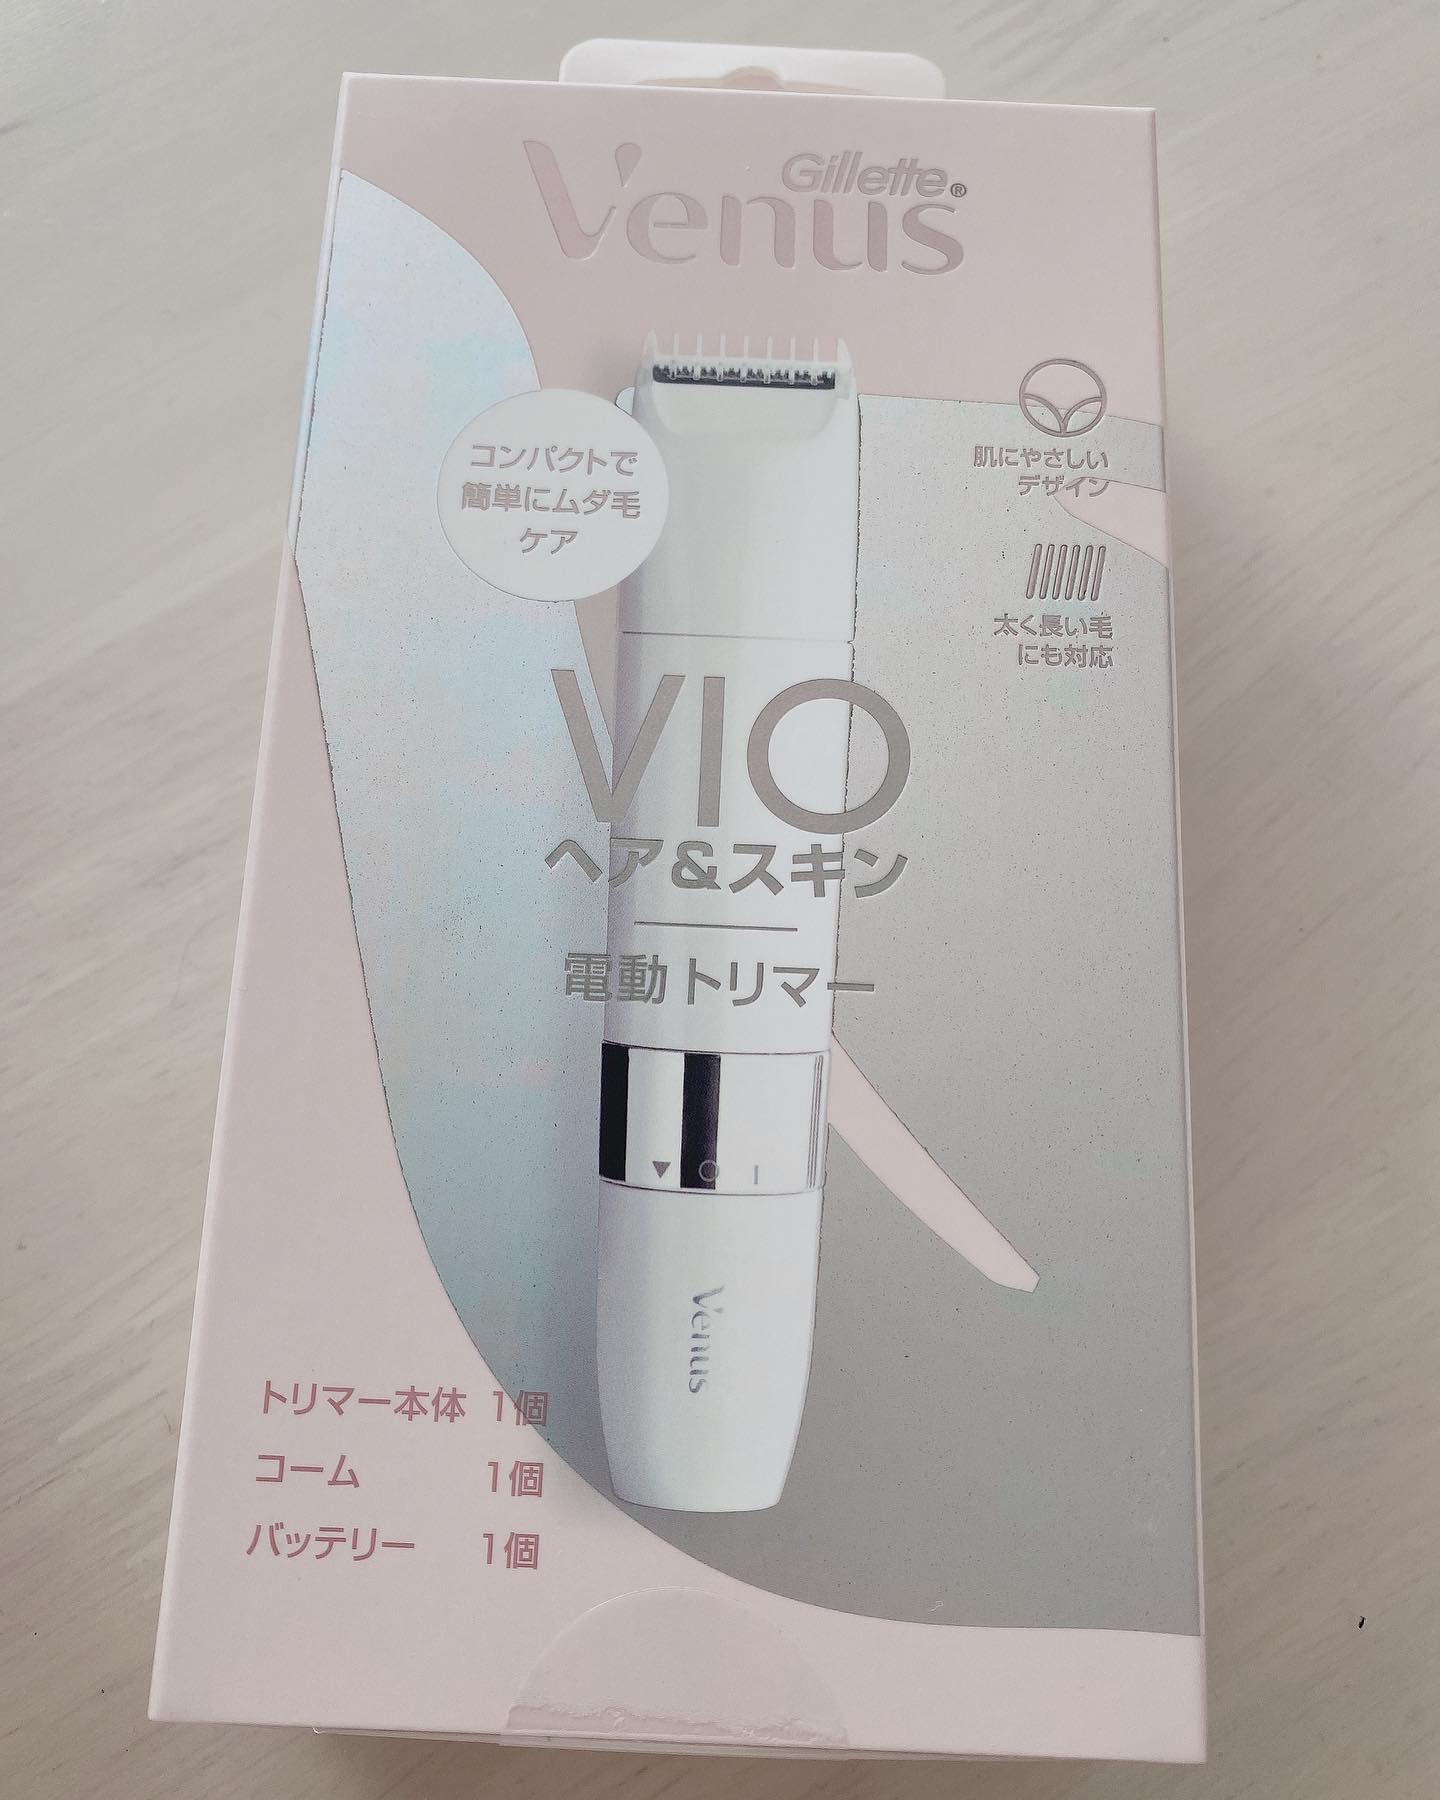 Gillette®
Venus
コンパクトで
簡単にムダ毛
ケア
肌にやさしい
デザイン
太く長い毛
にも対応
VIO
ヘア&スキン
電動トリマー
Venus
トリマー本体 1個
コーム 1個
バッテリー 1個